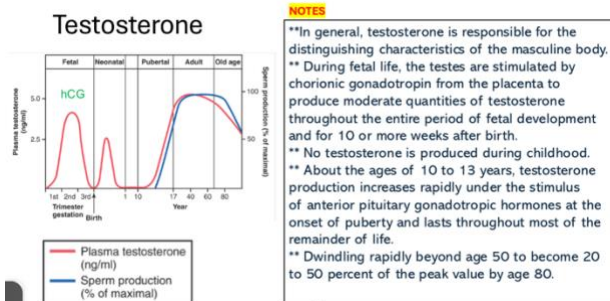 Testosterone
Fetal Neonatal Pubertal Adult Old age
hCG
Plasma testosterone
(ng/ml)
5.0
2.5
100
50
Sperm production (% of maximal)
1st 2nd 3rd 1 10 17 40 60 80
Trimester
gestation
Birth
Year
Plasma testosterone
(ng/ml)
Sperm production
(% of maximal)
NOTES
**In general, testosterone is responsible for the
distinguishing characteristics of the masculine body.
** During fetal life, the testes are stimulated by
chorionic gonadotropin from the placenta to
produce moderate quantities of testosterone
throughout the entire period of fetal development
and for 10 or more weeks after birth.
** No testosterone is produced during childhood.
** About the ages of 10 to 13 years, testosterone
production increases rapidly under the stimulus
of anterior pituitary gonadotropic hormones at the
onset of puberty and lasts throughout most of the
remainder of life.
** Dwindling rapidly beyond age 50 to become 20
to 50 percent of the peak value by age 80.